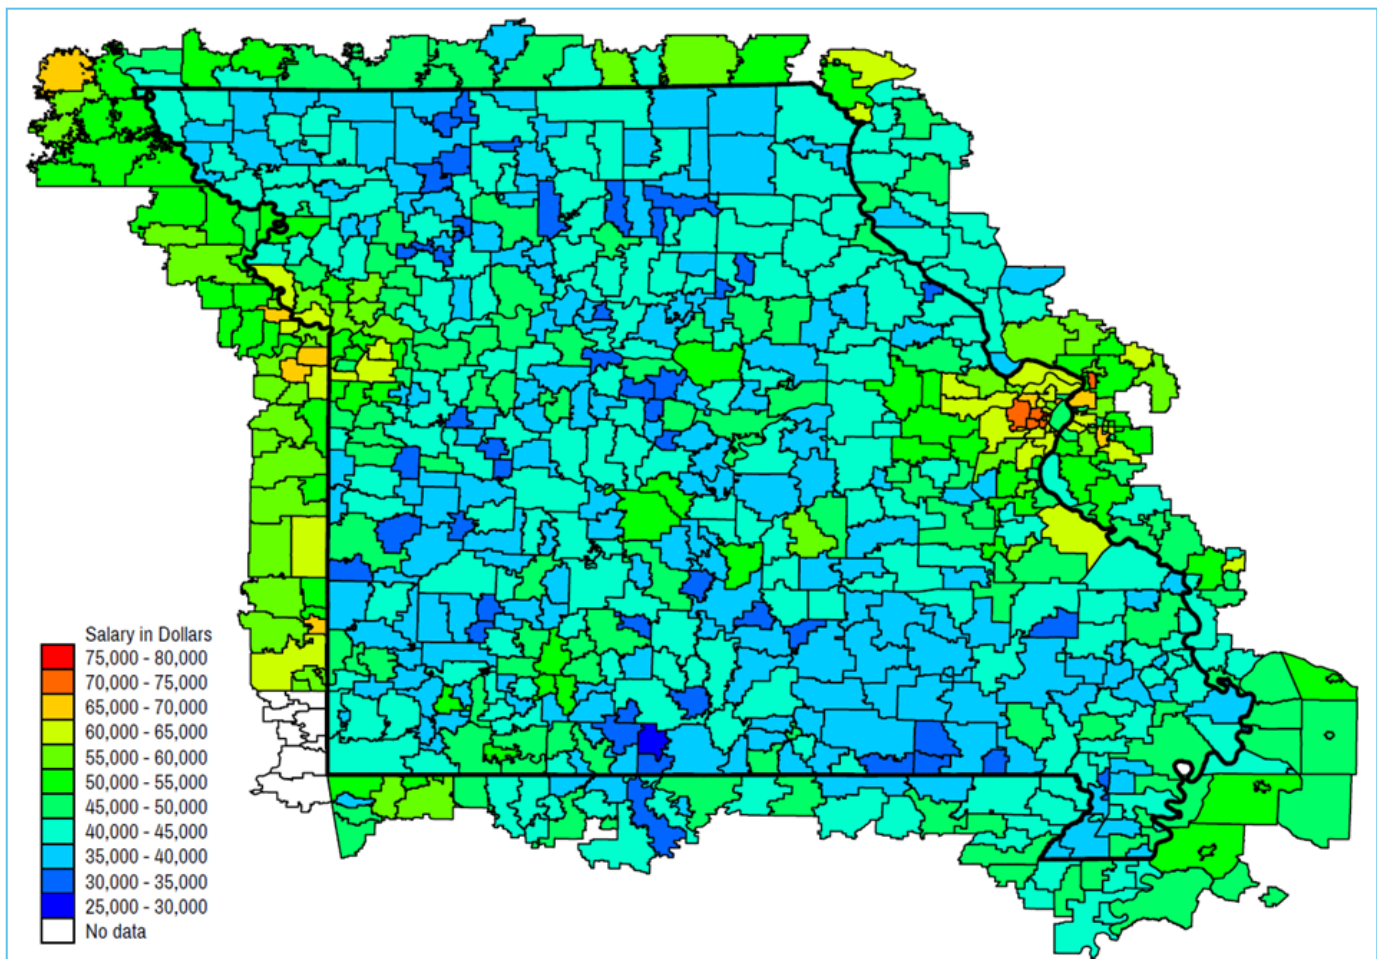 Salary in Dollars
75,000 - 80,000
70,000 - 75,000
65,000 - 70,000
60,000 - 65,000
55,000 - 60,000
50,000 - 55,000
45,000 - 50,000
40,000 - 45,000
35,000 - 40,000
30,000 - 35,000
25,000 - 30,000
No data